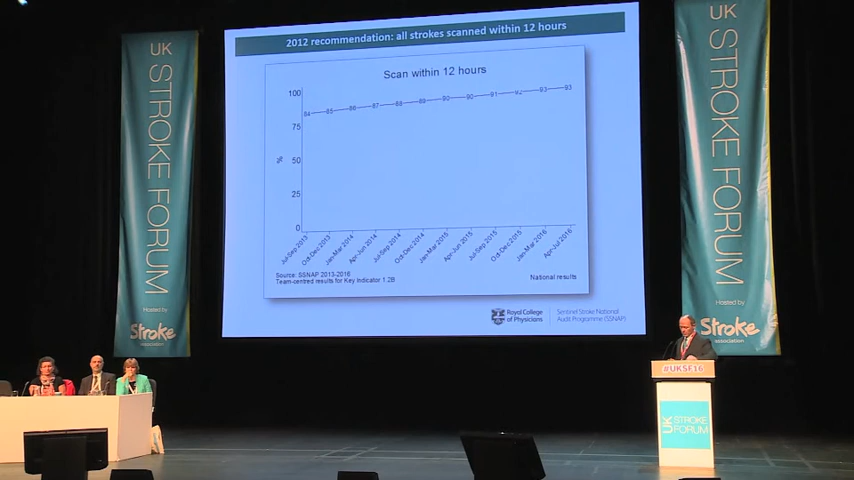 UK STROKE FORUM
Hosted by
Stroke
association
2012 recommendation: all strokes scanned within 12 hours
Scan within 12 hours
100
75
50
25
0
%
84 85 86 87 88 89 90 90 91 92 93 93
Jul-Sep 2013
Oct-Dec 2013
Jan-Mar 2014
Apr-Jun 2014
Jul-Sep 2014
Oct-Dec 2014
Jan-Mar 2015
Apr-Jun 2015
Jul-Sep 2015
Oct-Dec 2015
Jan-Mar 2016
Apr-Jul 2016
Source: SSNAP 2013-2016
Team-centred results for Key Indicator 1.2B
National results
Royal College
of Physicians
Sentinel Stroke National
Audit Programme (SSNAP)
UK STROKE FORUM
Hosted by
Stroke
association
#UKSF16
UK STROKE
FORUM